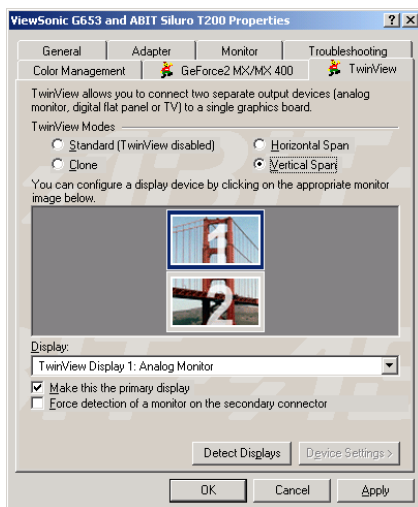 ViewSonic G653 and ABIT Siluro T200 Properties
General Adapter Monitor Troubleshooting
Color Management GeForce2 MX/MX 400 TwinView
TwinView allows you to connect two separate output devices (analog
monitor, digital flat panel or TV) to a single graphics board.
TwinView Modes
Standard (TwinView disabled) Horizontal Span
Clone Vertical Span
You can configure a display device by clicking on the appropriate monitor
image below.
1
2
Display:
TwinView Display 1: Analog Monitor
Make this the primary display
Force detection of a monitor on the secondary connector
Detect Displays Device Settings >
OK Cancel Apply